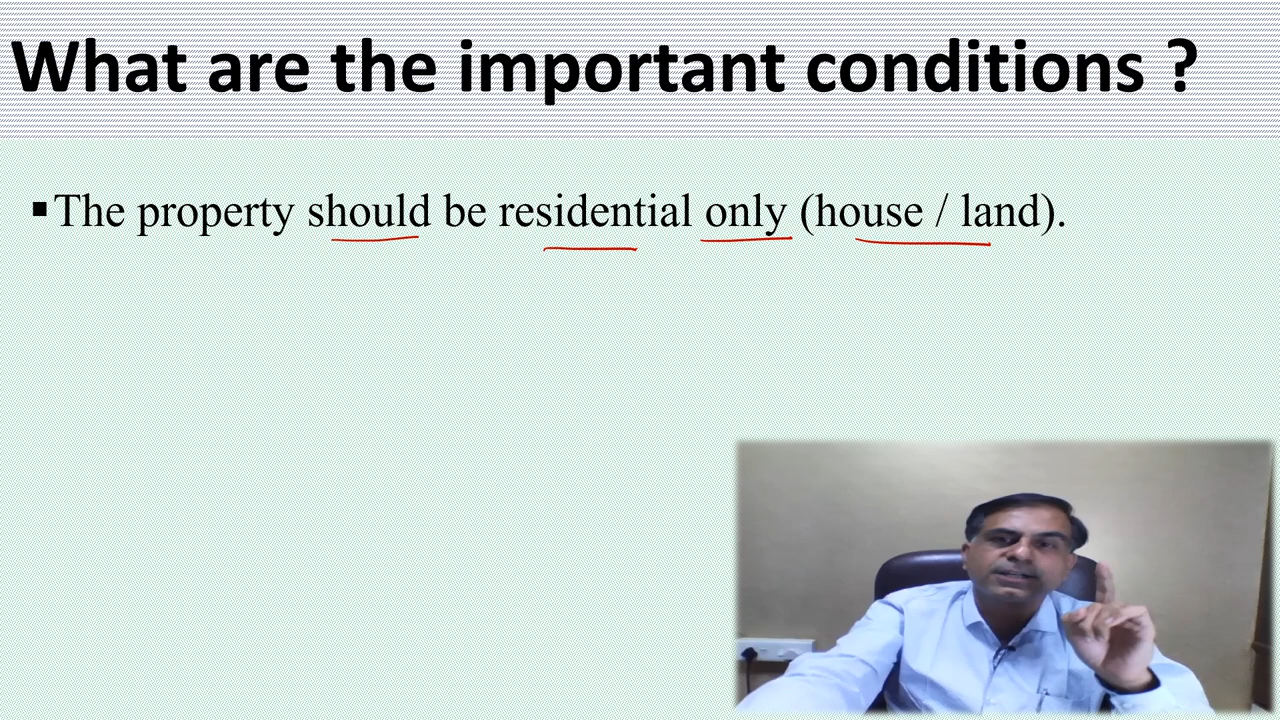 What are the important conditions ?
▪The property should be residential only (house / land).